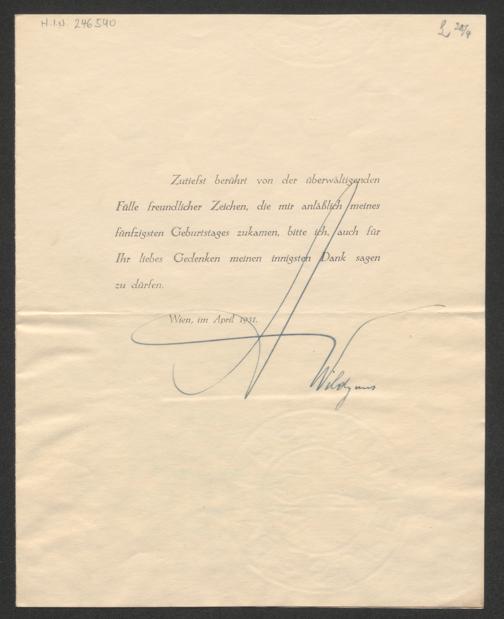 H.I.N. 246540
Zutiefst berührt von der überwältigenden
Fülle freundlicher Zeichen, die mir anläßlich meines
fünfzigsten Geburtstages zukamen, bitte ich, auch für
Ihr liebes Gedenken meinen innigsten Dank sagen
zu dürfen.
Wien, im April 1931.
A Wildgans